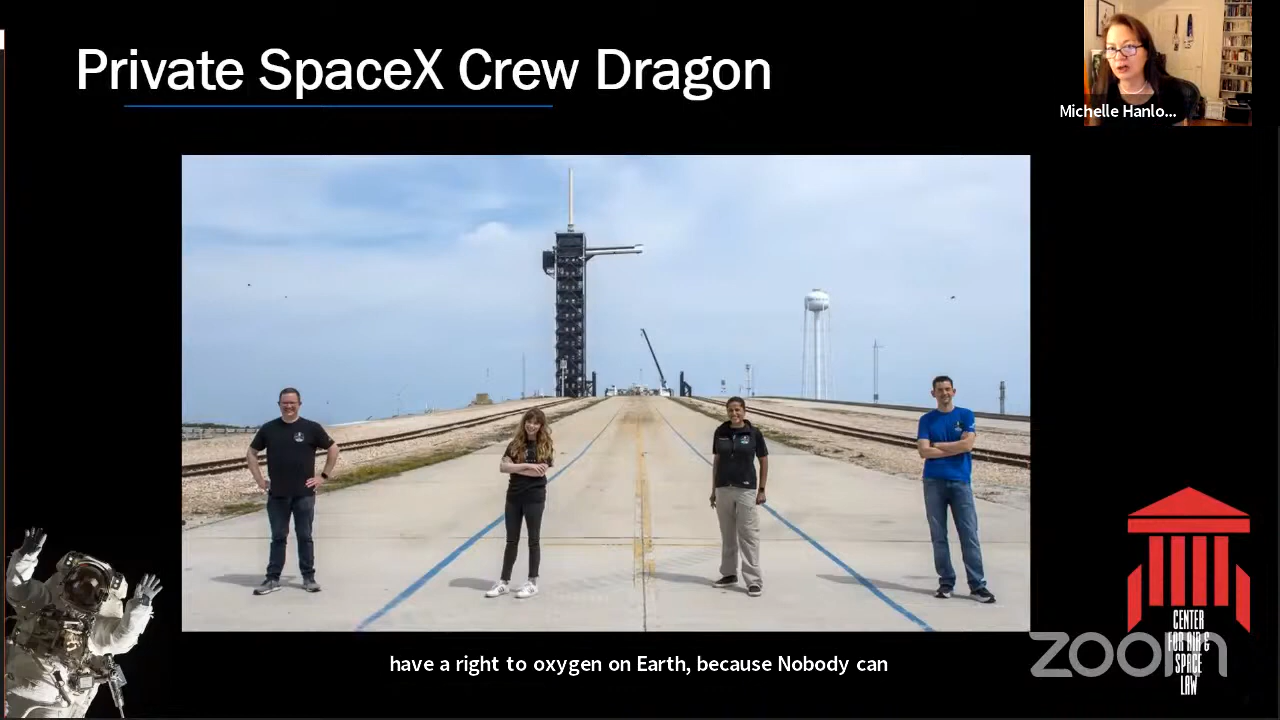 Private SpaceX Crew Dragon
Michelle Hanlo...
have a right to oxygen on Earth, because Nobody can
zoom
CENTER
FOR AIR &
SPACE
LAW